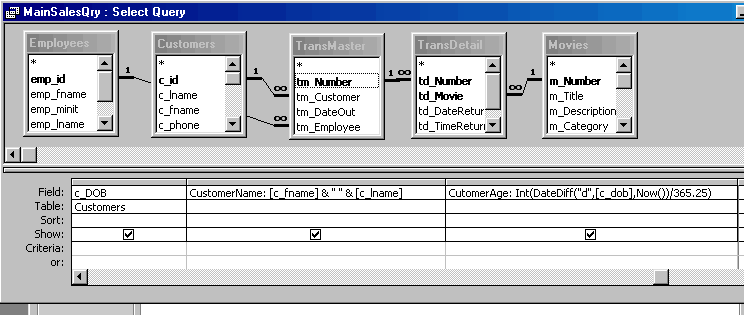 MainSalesQry : Select Query
Employees
*
emp_id
emp_fname
emp_minit
emp_lname
1
∞
Customers
*
c_id
c_lname
c_fname
c_phone
1
∞
TransMaster
*
tm_Number
tm_Customer
tm_DateOut
tm_Employee
1
∞
TransDetail
*
td_Number
td_Movie
td_DateRetur
td_TimeReturn
∞
1
Movies
*
m_Number
m_Title
m_Description
m_Category
Field: c_DOB CustomerName: [c_fname] & " " & [c_lname] CutomerAge: Int(DateDiff("d",[c_dob],Now())/365.25)
Table: Customers
Sort:
Show:
Criteria:
or: